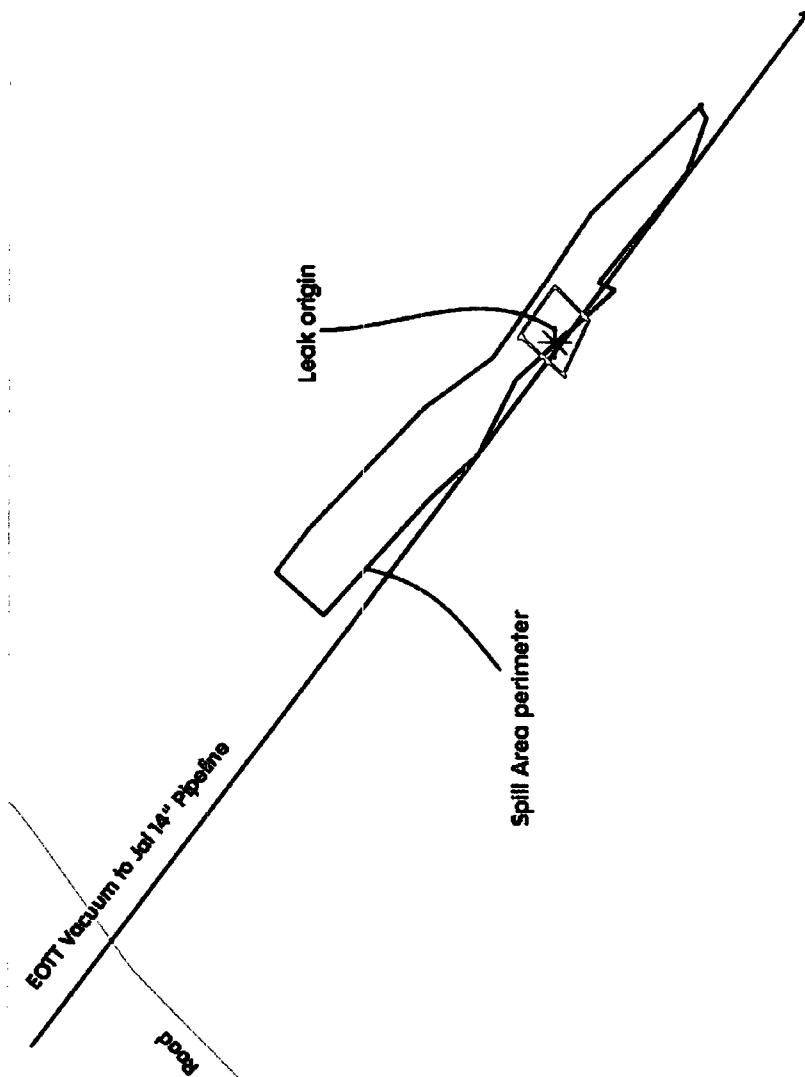 Leak origin
Spill Area perimeter
EOTT Vacuum to Jal 14" Pipeline
Road